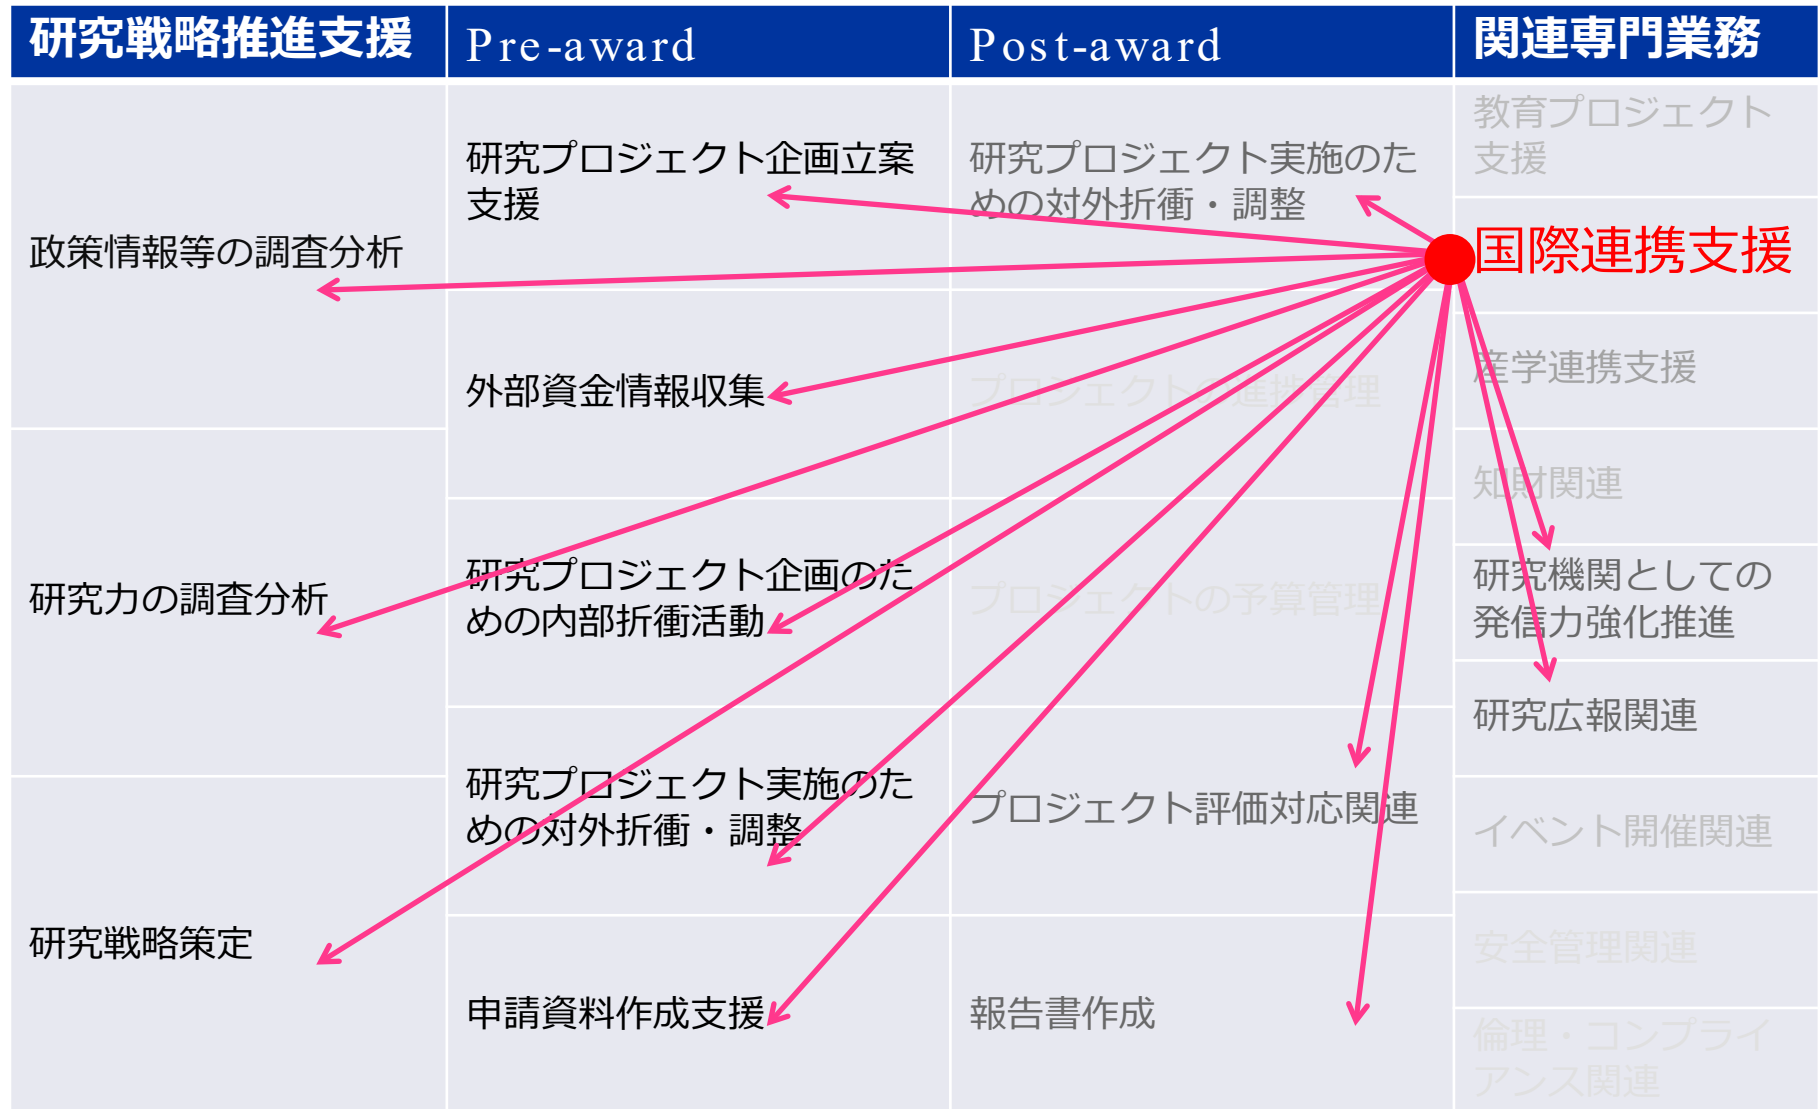 研究戦略推進支援
Pre-award
Post-award
関連専門業務
政策情報等の調査分析
研究力の調査分析
研究戦略策定
研究プロジェクト企画立案
支援
外部資金情報収集
研究プロジェクト企画のた
めの内部折衝活動
研究プロジェクト実施のた
めの対外折衝・調整
申請資料作成支援
研究プロジェクト実施のた
めの対外折衝・調整
プロジェクトの進捗管理
プロジェクトの予算管理
プロジェクト評価対応関連
報告書作成
教育プロジェクト
支援
国際連携支援
産学連携支援
知財関連
研究機関としての
発信力強化推進
研究広報関連
イベント開催関連
安全管理関連
倫理・コンプライ
アンス関連